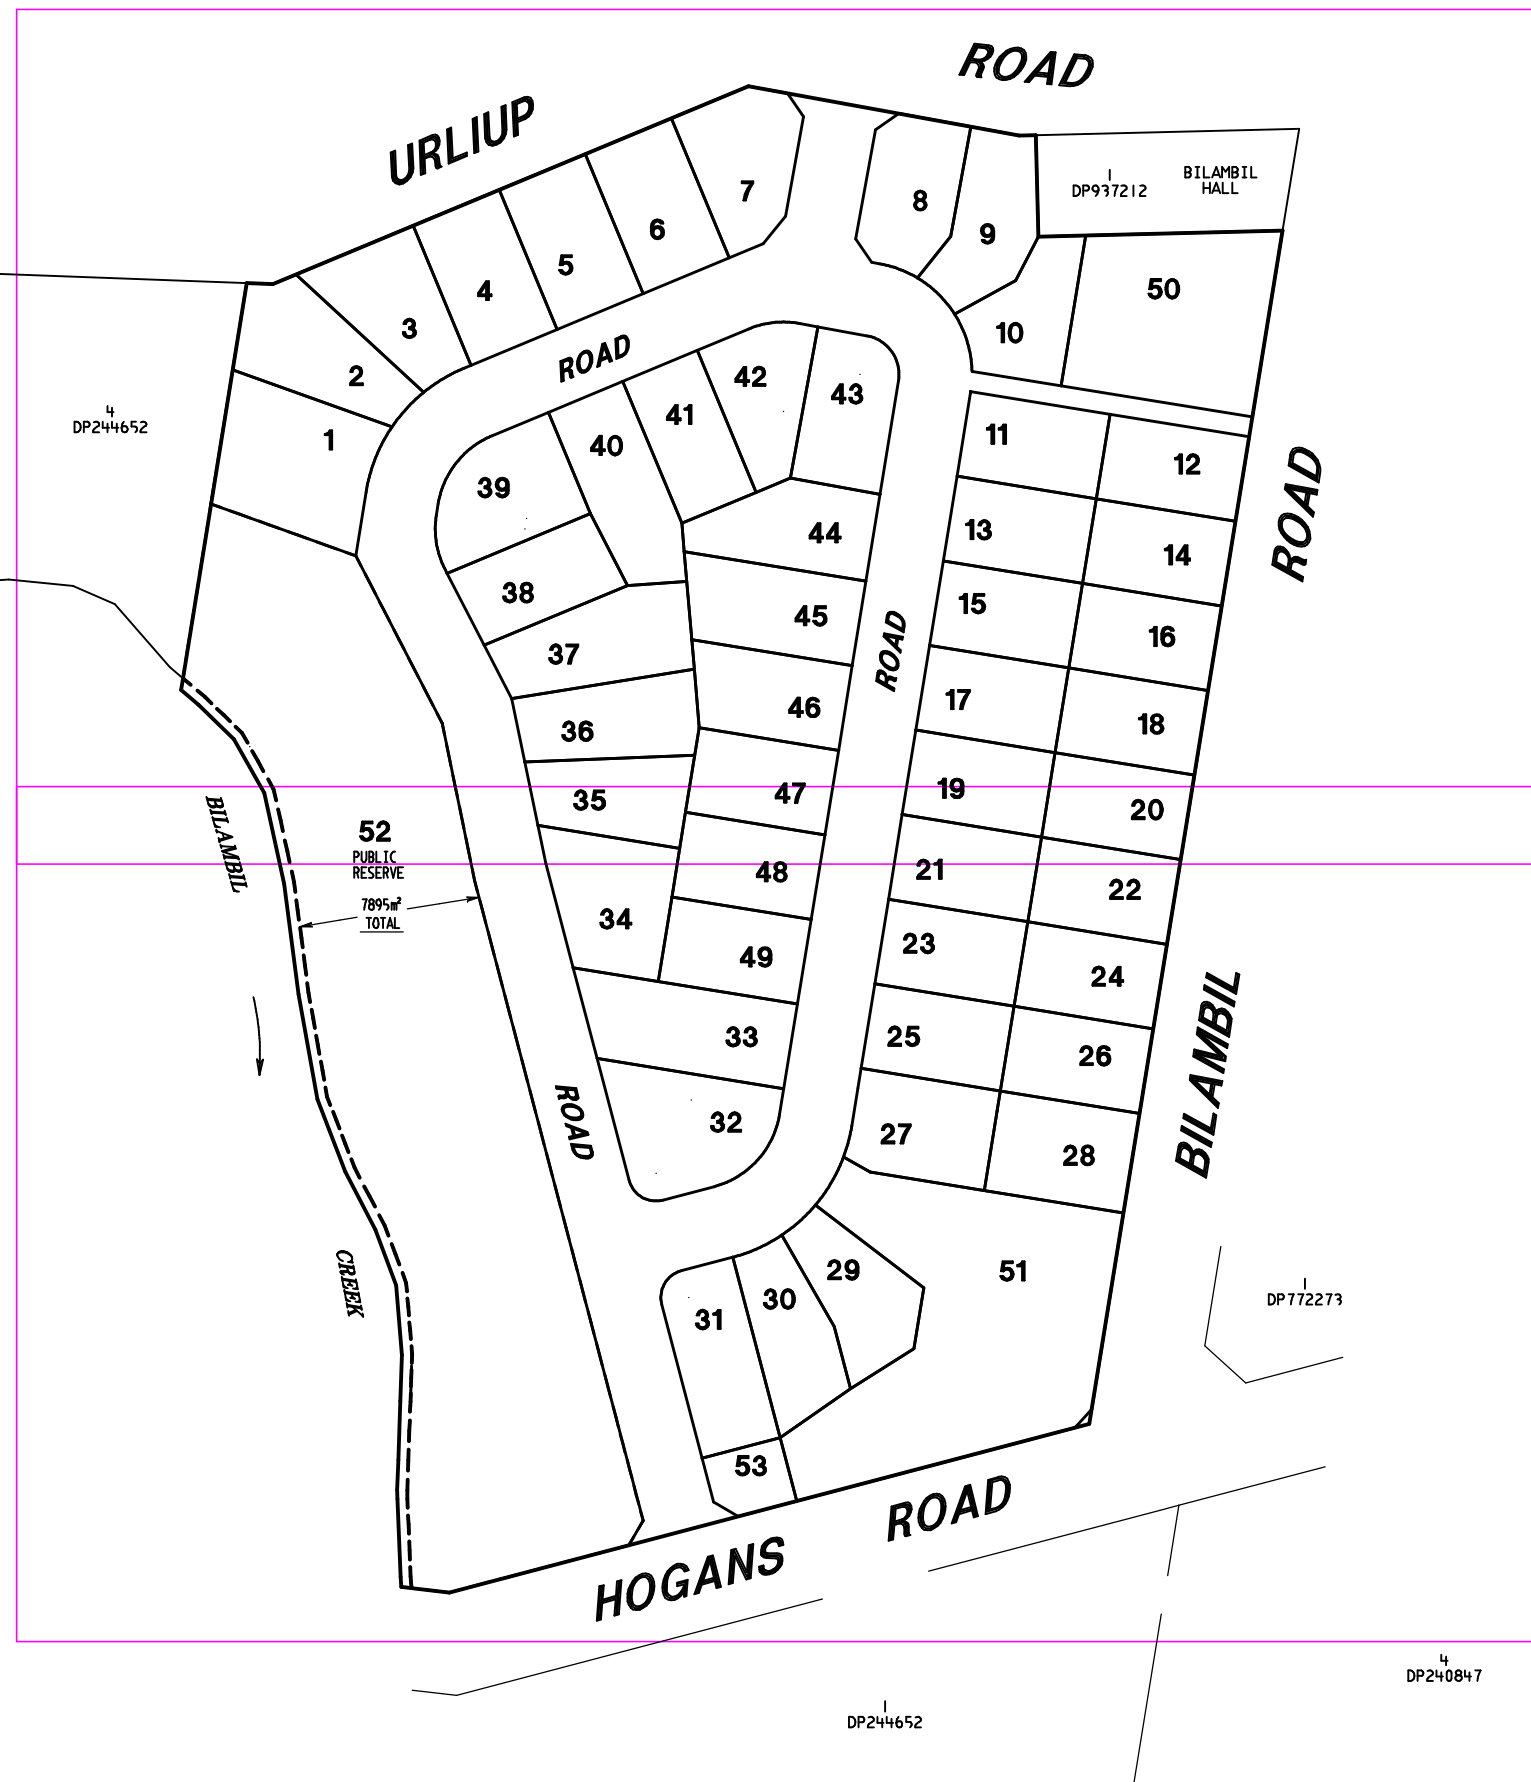 ROAD
URLIUP
1
DP937212
BILAMBIL
HALL
7
8
6
9
5
50
4
10
3
2
4
DP244652
1
ROAD
42
43
41
40
39
11
12
ROAD
44
13
14
38
15
16
45
37
ROAD
46
17
18
36
47
19
20
35
BILAMBIL
52
PUBLIC
RESERVE
7895m²
TOTAL
48
21
22
34
49
23
24
BILAMBIL
33
25
26
ROAD
32
27
28
CREEK
29
30
31
51
1
DP772273
53
ROAD
HOGANS
4
DP240847
1
DP244652